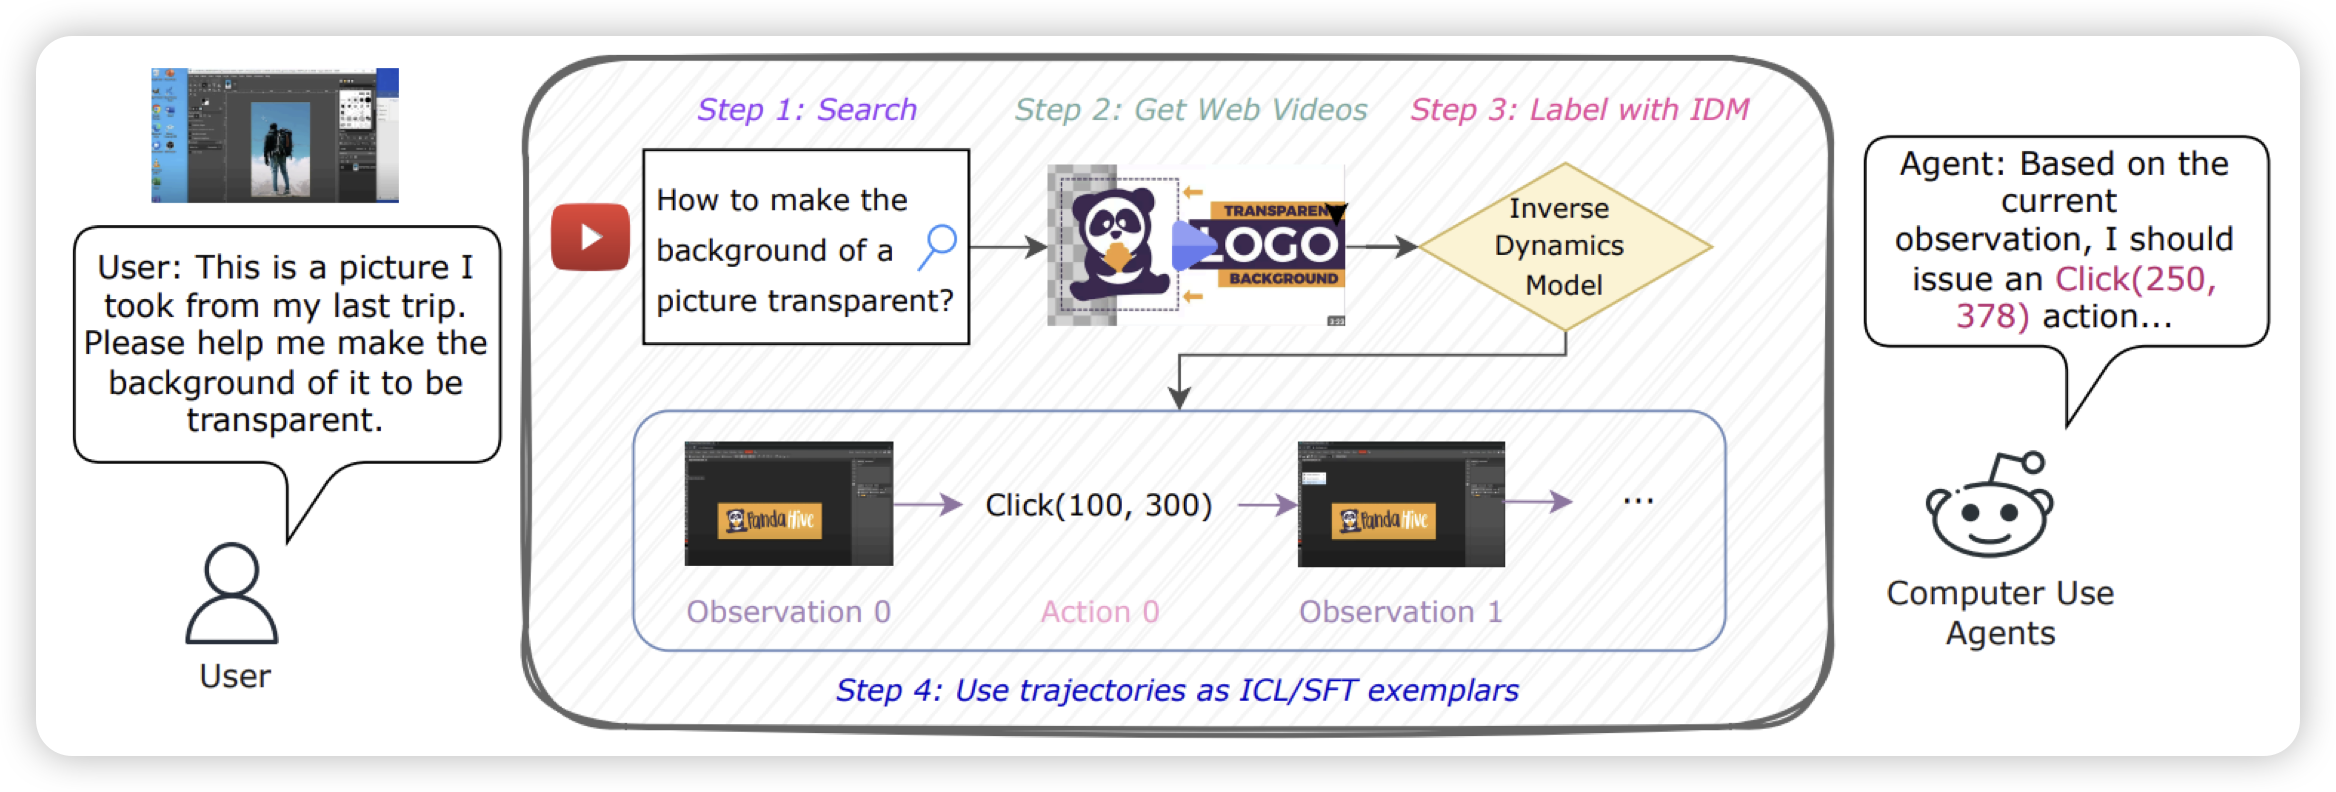 User: This is a picture I
took from my last trip.
Please help me make the
background of it to be
transparent.
User
Step 1: Search
How to make the
background of a
picture transparent?
Step 2: Get Web Videos
TRANSPARENT
LOGO
BACKGROUND
3:23
Step 3: Label with IDM
Inverse
Dynamics
Model
PandaHive
Observation 0
Click(100, 300)
Action 0
PandaHive
Observation 1
...
Step 4: Use trajectories as ICL/SFT exemplars
Agent: Based on the
current
observation, I should
issue an Click(250,
378) action...
Computer Use
Agents